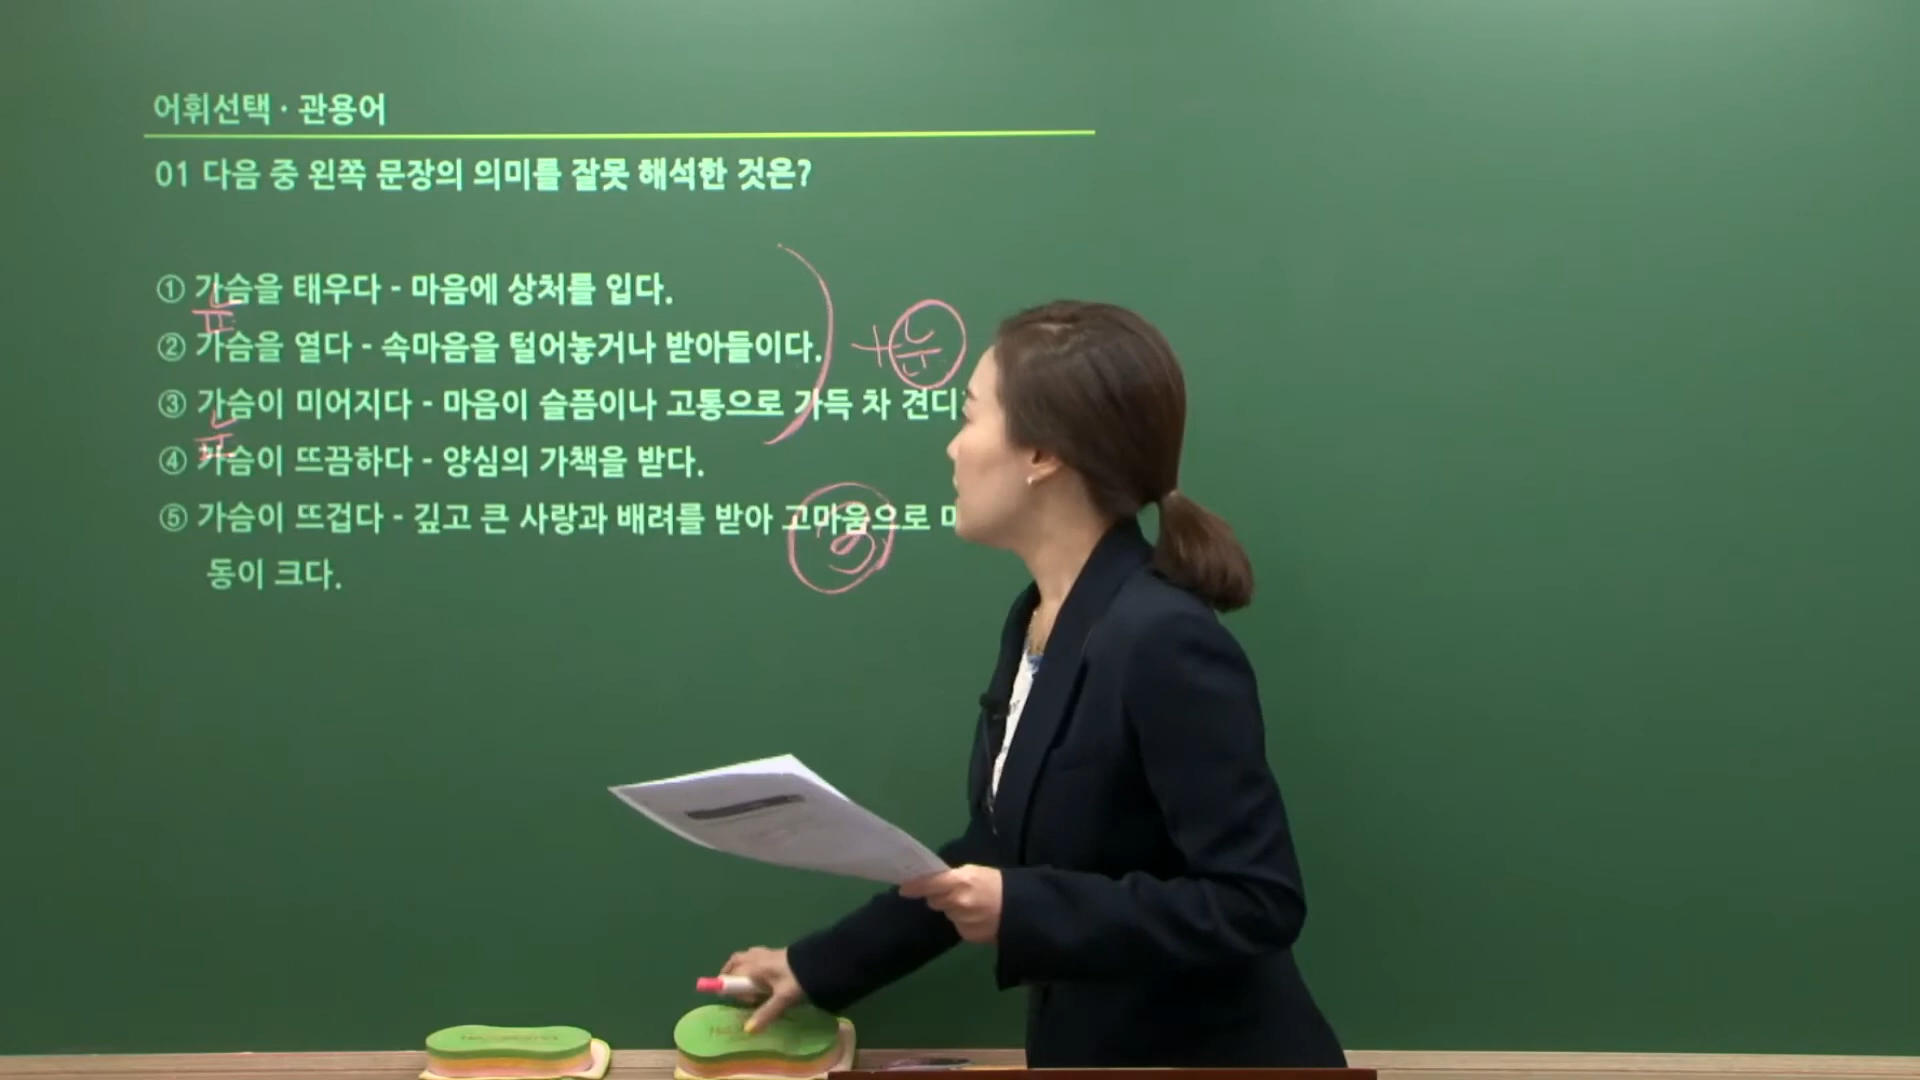 어휘선택 · 관용어
01 다음 중 왼쪽 문장의 의미를 잘못 해석한 것은?
① 가슴을 태우다 - 마음에 상처를 입다.
② 가슴을 열다 - 속마음을 털어놓거나 받아들이다.
③ 가슴이 미어지다 - 마음이 슬픔이나 고통으로 가득 차
④ 가슴이 뜨끔하다 - 양심의 가책을 받다.
⑤ 가슴이 뜨겁다 - 깊고 큰 사랑과 배려를 받아 고마움으로
동이 크다.